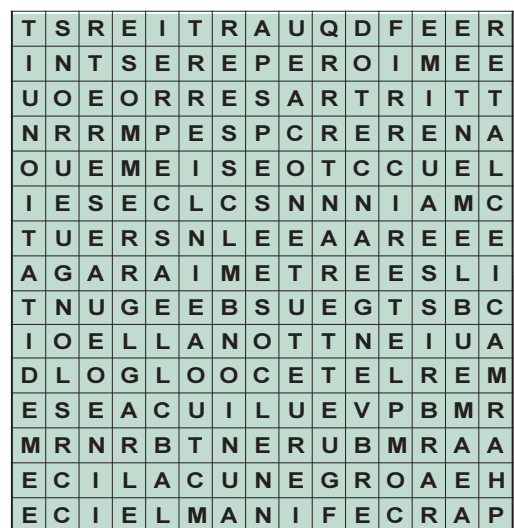 T S R E I T R A U Q D F E E R
I N T S E R E P E R O I M E E
U O E O R R E S A R T R I T T
N R R M P E S P C R E R E N A
O U E M E I S E O T C C U E L
I E S E C L C S N N N I A M C
T U E R S N L E E A A R E E E
A G A R A I M E T R E E S L I
T N U G E E B S U E G T S B C
I O E L L A N O T T N E I U A
D L O G L O O C E T E L R E M
E S E A C U I L U E V P B M R
M R N R B T N E R U B M R A A
E C I L A C U N E G R O A E H
E C I E L M A N I F E C R A P